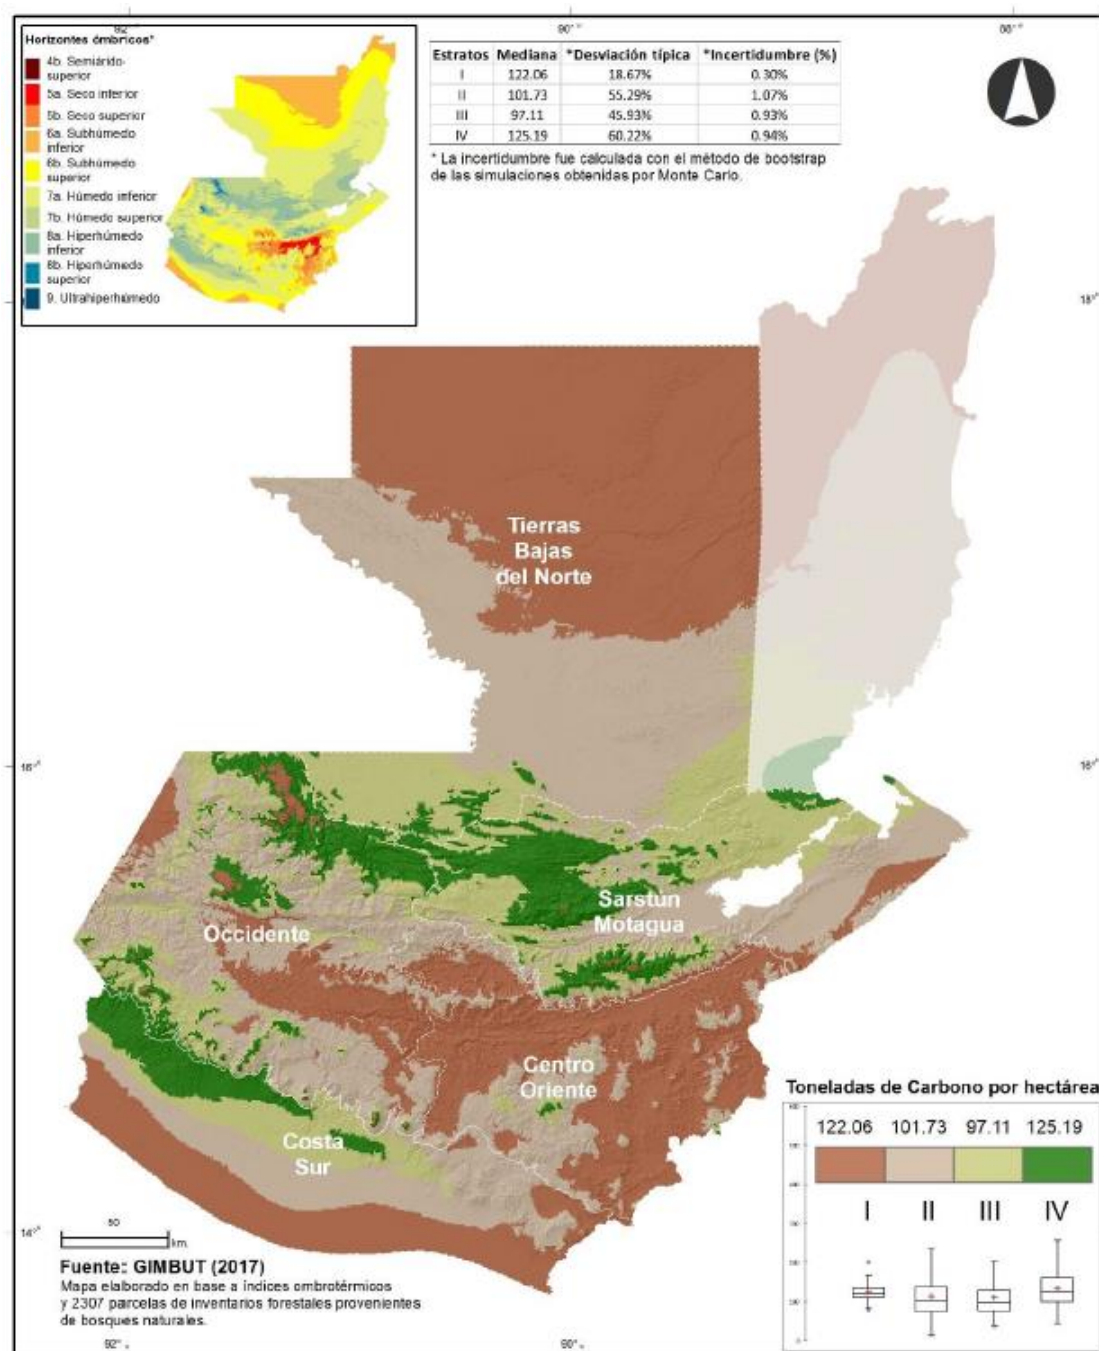 Horizontes ómbricos*
4b. Semiárido
superior
5a. Seco inferior
5b. Seco superior
6a. Subhúmedo
inferior
6b. Subhúmedo
superior
7a. Húmedo inferior
7b. Húmedo superior
8a. Hiperhúmedo
inferior
8b. Hiperhúmedo
superior
9. Ultrahiperhúmedo
Estratos Mediana *Desviación típica *Incertidumbre (%)
I 122.06 18.67% 0.30%
II 101.73 55.29% 1.07%
III 97.11 45.93% 0.93%
IV 125.19 60.22% 0.94%
* La incertidumbre fue calculada con el método de bootstrap
de las simulaciones obtenidas por Monte Carlo.
Tierras
Bajas
del Norte
Sarstún
Motagua
Occidente
Centro
Oriente
Costa
Sur
Toneladas de Carbono por hectárea
122.06 101.73 97.11 125.19
I II III IV
50
km.
Fuente: GIMBUT (2017)
Mapa elaborado en base a índices ombrotérmicos
y 2307 parcelas de inventarios forestales provenientes
de bosques naturales.